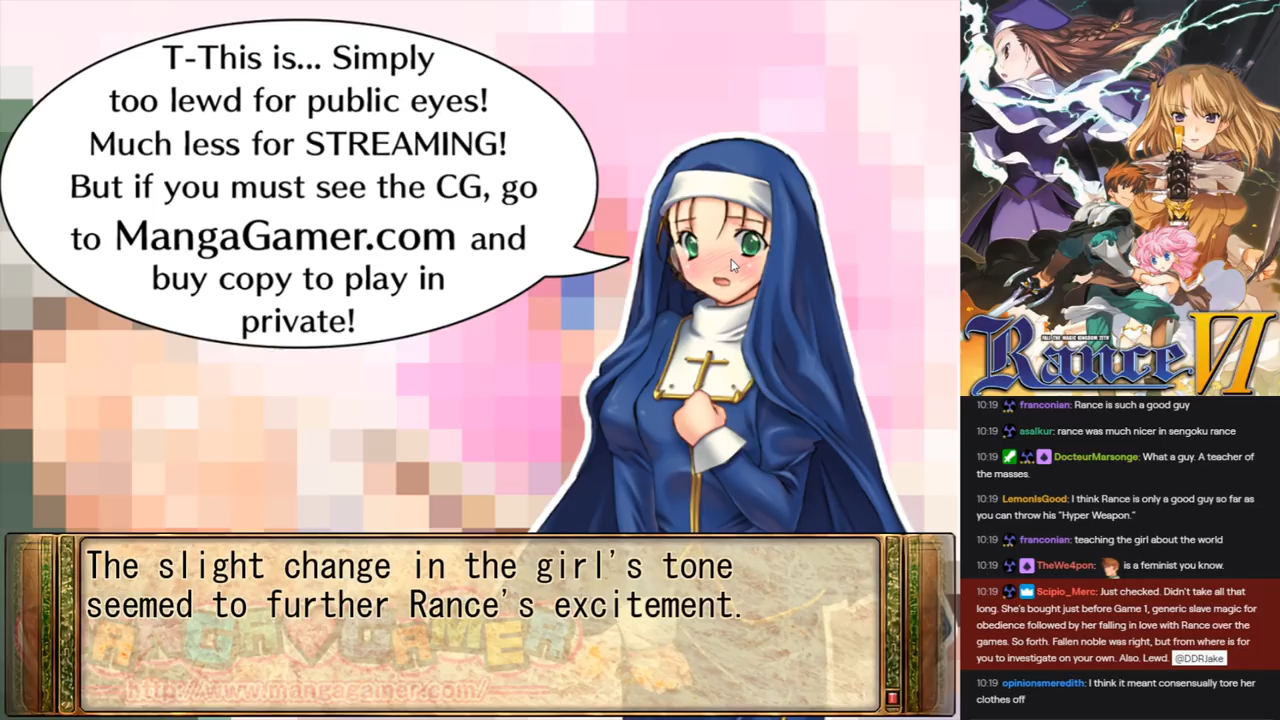 T-This is... Simply
too lewd for public eyes!
Much less for STREAMING!
But if you must see the CG, go
to MangaGamer.com and
buy copy to play in
private!
The slight change in the girl's tone
seemed to further Rance's excitement.
http://www.mangagamer.com/
Rance VI
10:19 franconian: Rance is such a good guy
10:19 asalkur: rance was much nicer in sengoku rance
10:19 DocteurMarsonge: What a guy. A teacher of
the masses.
10:19 LemonIsGood: I think Rance is only a good guy so far as
you can throw his "Hyper Weapon."
10:19 franconian: teaching the girl about the world
10:19 TheWe4pon: is a feminist you know.
10:19 Scipio_Merc: Just checked. Didn't take all that
long. She's bought just before Game 1, generic slave magic for
obedience followed by her falling in love with Rance over the
games. So forth. Fallen noble was right, but from where is for
you to investigate on your own. Also. Lewd. @DDRJake
10:19 opinionsmeredith: I think it meant consensually tore her
clothes off